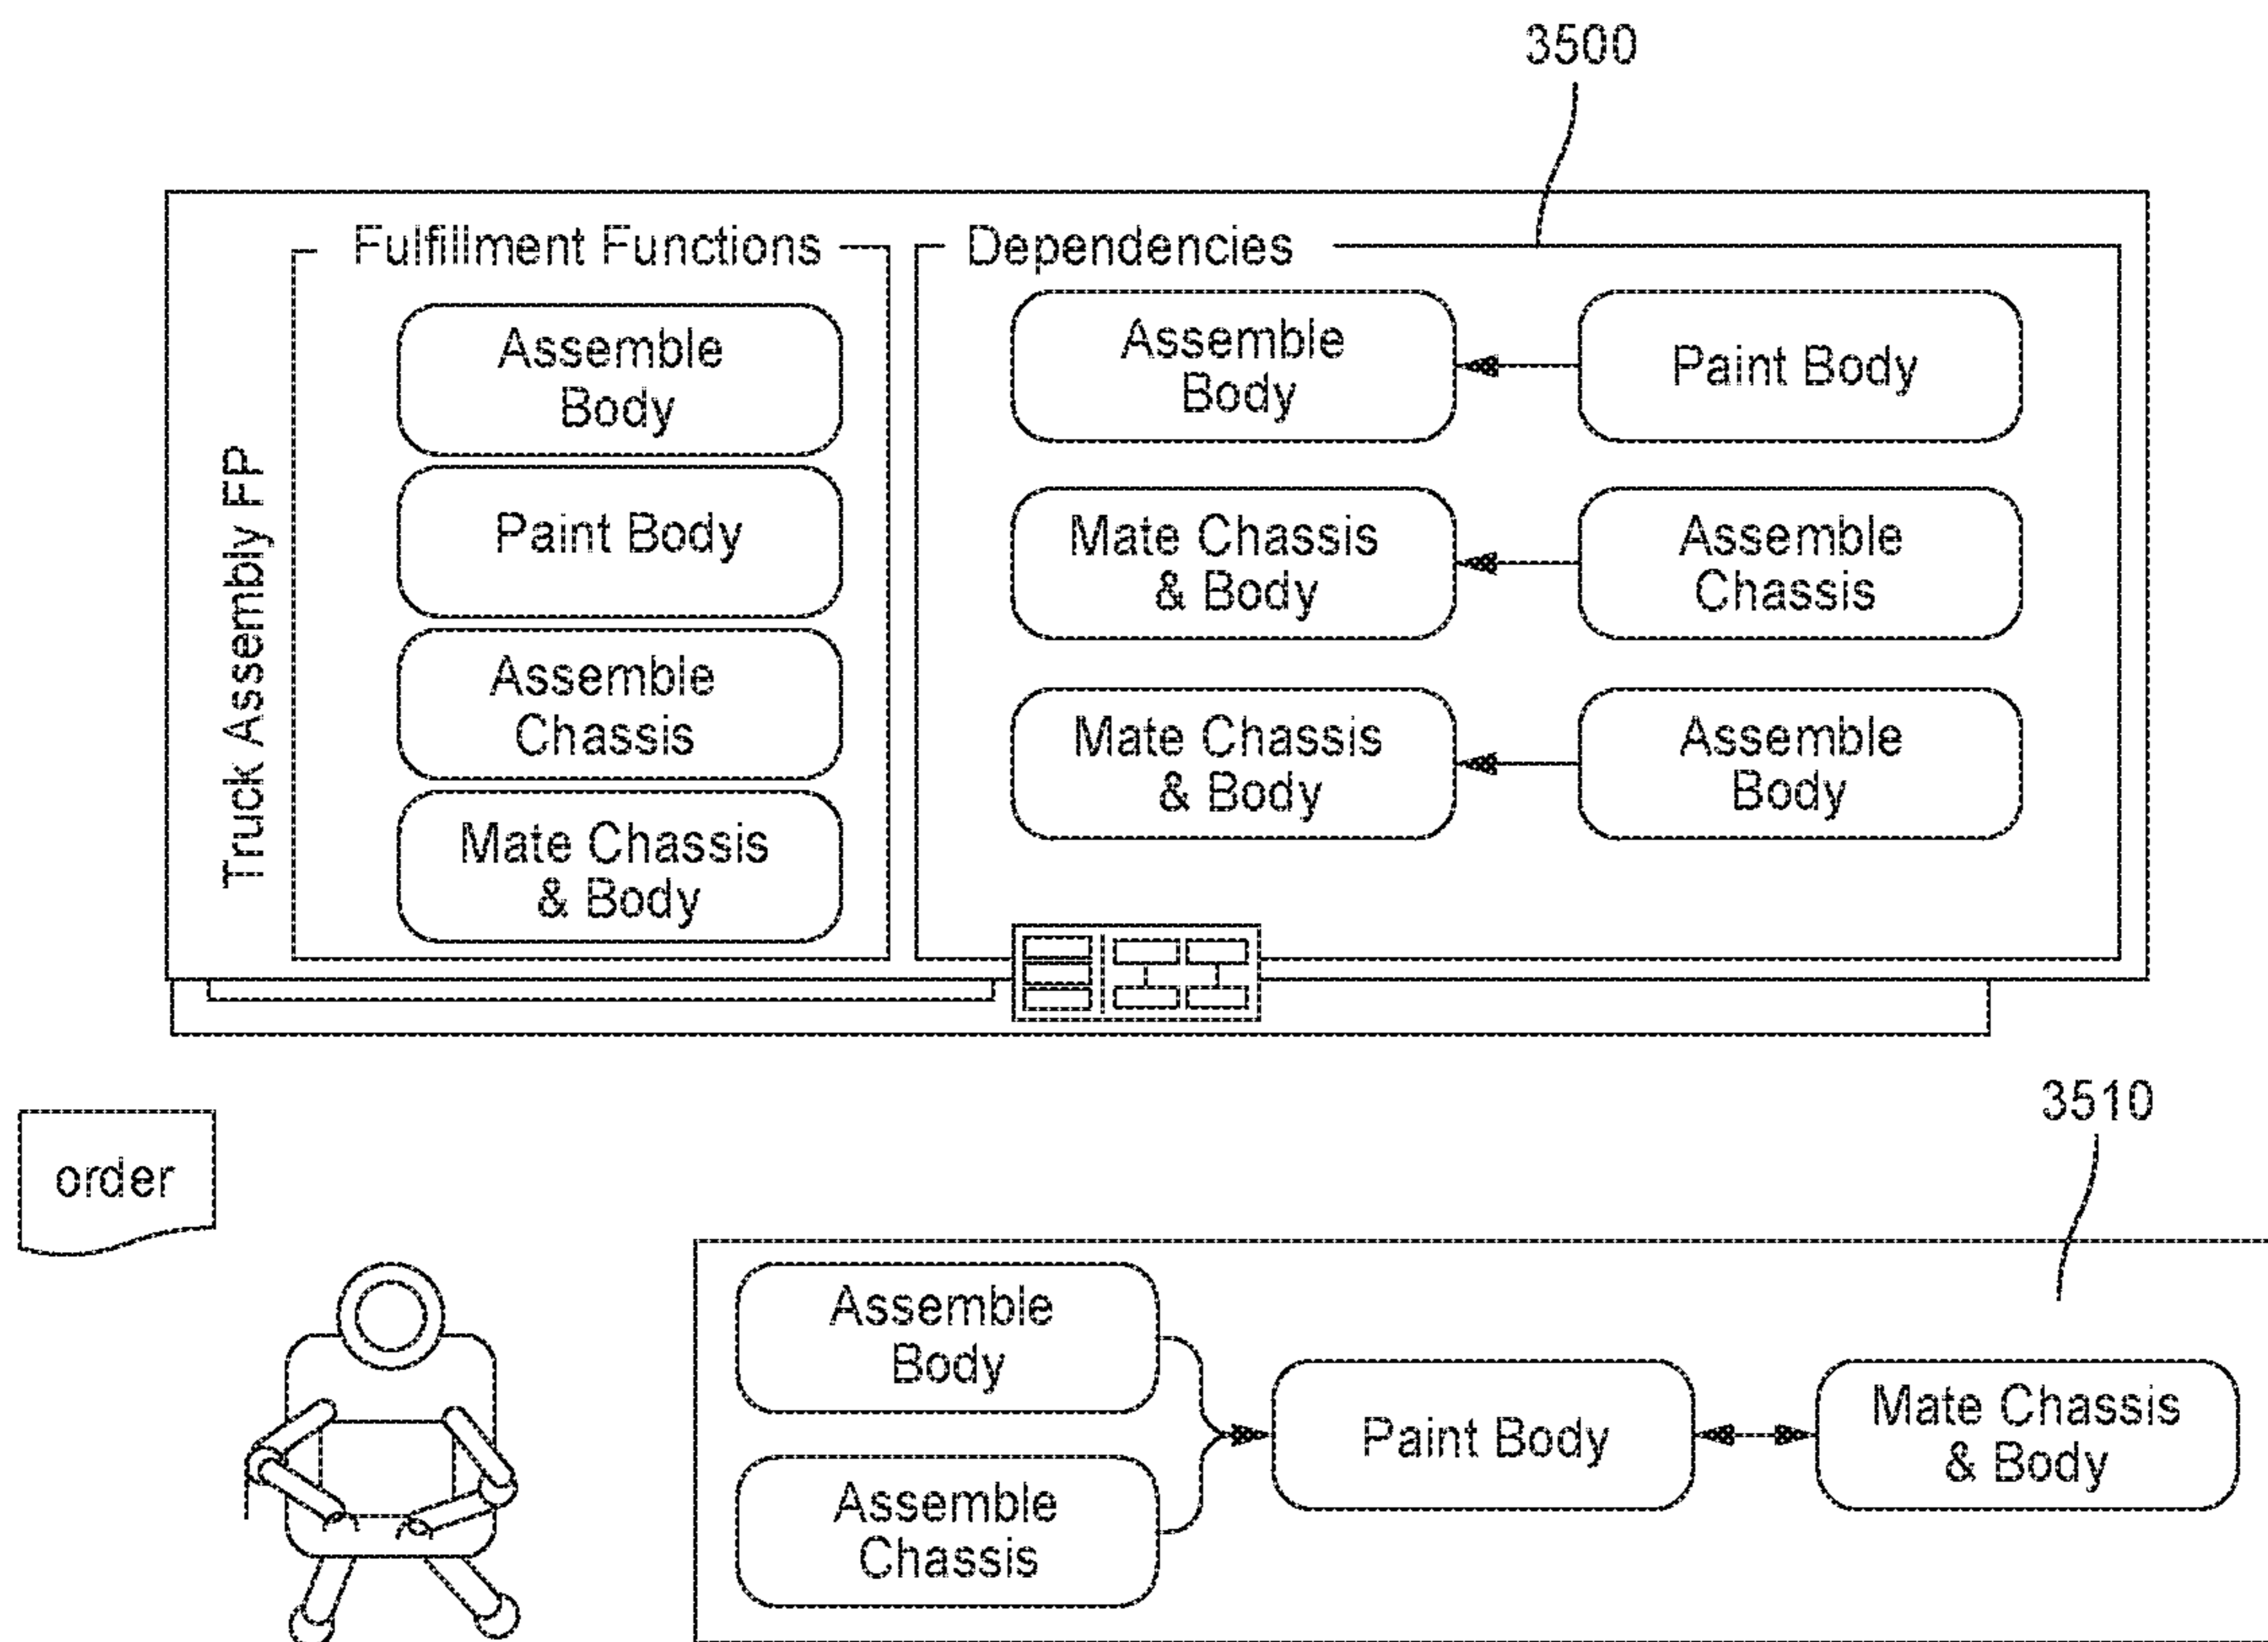 3500
Truck Assembly FP
Fulfillment Functions
Assemble
Body
Paint Body
Assemble
Chassis
Mate Chassis
& Body
Dependencies
Assemble
Body
Paint Body
Mate Chassis
& Body
Assemble
Chassis
Mate Chassis
& Body
Assemble
Body
order
3510
Assemble
Body
Assemble
Chassis
Paint Body
Mate Chassis
& Body